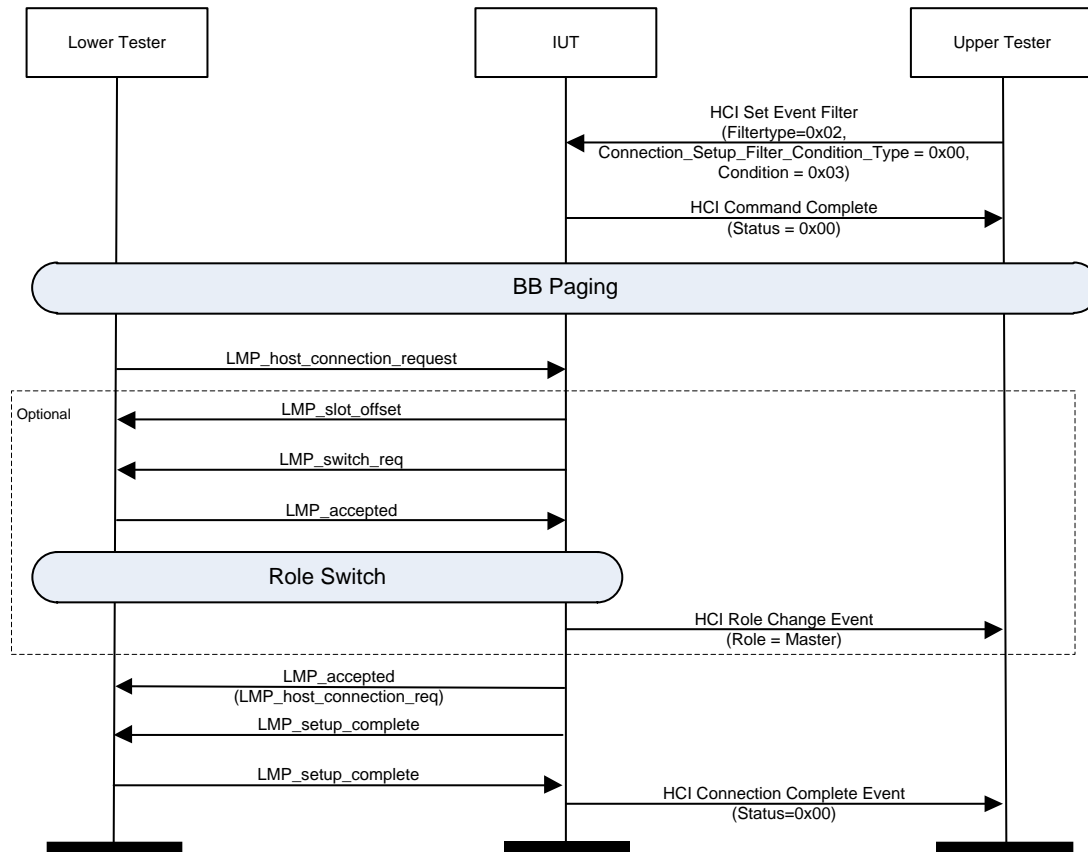 Lower Tester
IUT
Upper Tester
HCI Set Event Filter
(Filtertype=0x02,
Connection_Setup_Filter_Condition_Type = 0x00,
Condition = 0x03)
HCI Command Complete
(Status = 0x00)
BB Paging
LMP_host_connection_request
Optional
LMP_slot_offset
LMP_switch_req
LMP_accepted
Role Switch
HCI Role Change Event
(Role = Master)
LMP_accepted
(LMP_host_connection_req)
LMP_setup_complete
LMP_setup_complete
HCI Connection Complete Event
(Status=0x00)